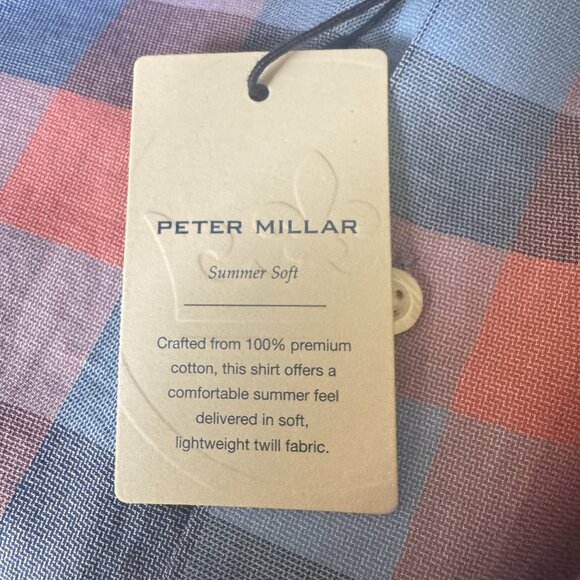 PETER MILLAR
Summer Soft
Crafted from 100% premium
cotton, this shirt offers a
comfortable summer feel
delivered in soft,
lightweight twill fabric.